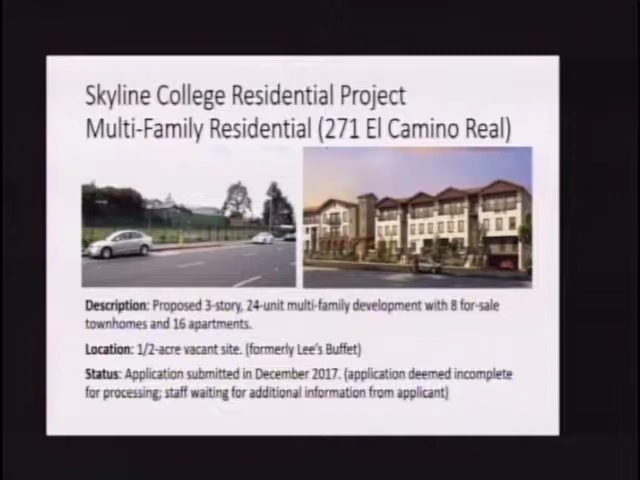 Skyline College Residential Project
Multi-Family Residential (271 El Camino Real)
Description: Proposed 3-story, 24-unit multi-family development with 8 for-sale
townhomes and 16 apartments.
Location: 1/2-acre vacant site. (formerly Lee's Buffet)
Status: Application submitted in December 2017. (application deemed incomplete
for processing; staff waiting for additional information from applicant)